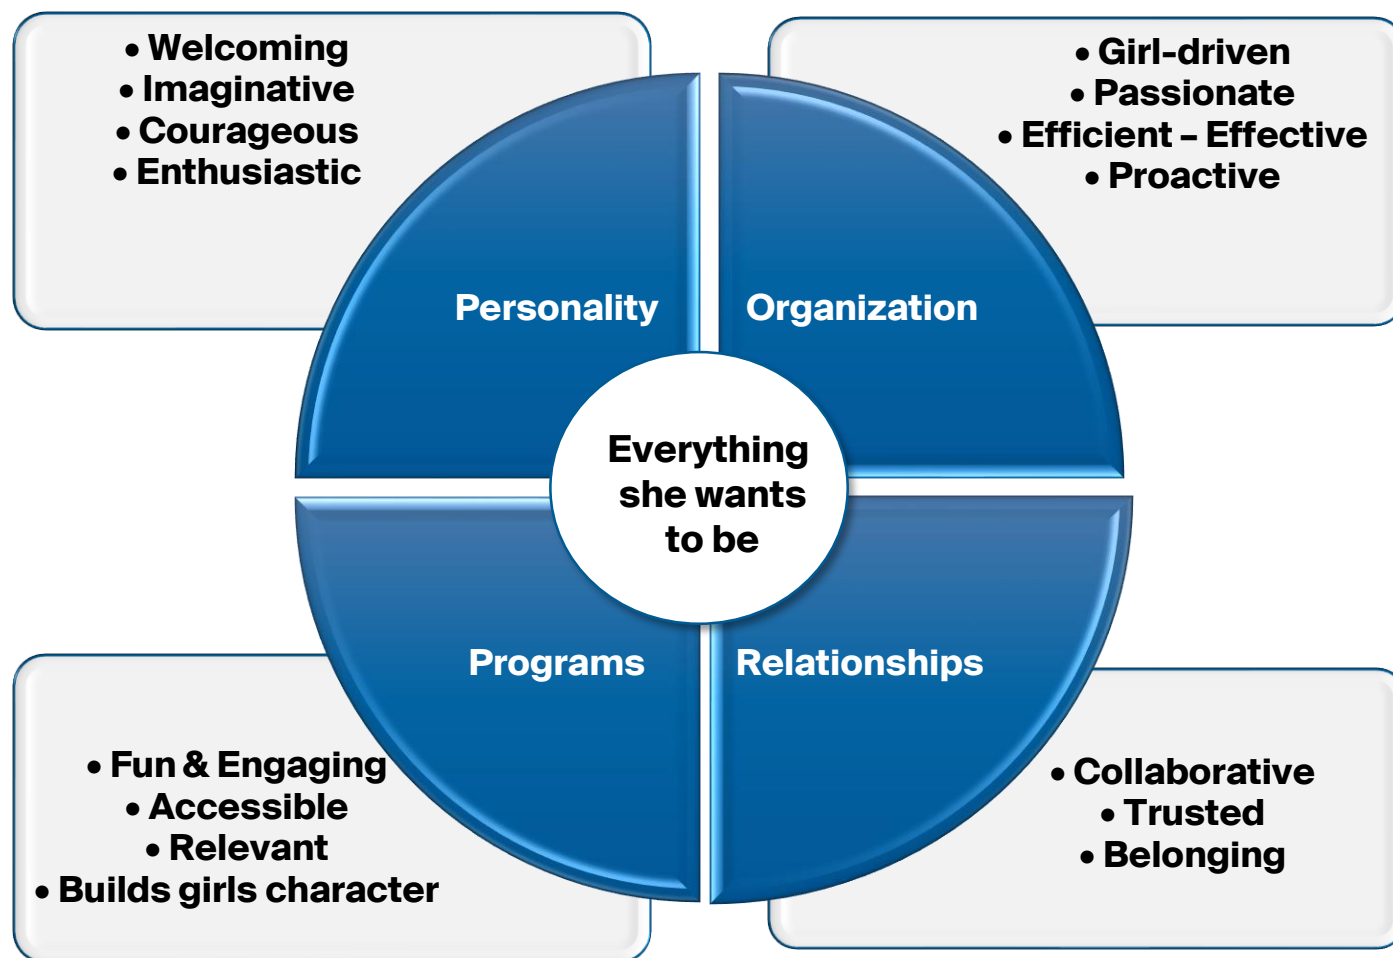 • Welcoming
• Imaginative
• Courageous
• Enthusiastic
• Girl-driven
• Passionate
• Efficient – Effective
• Proactive
Personality
Organization
Everything
she wants
to be
Programs
Relationships
• Fun & Engaging
• Accessible
• Relevant
• Builds girls character
• Collaborative
• Trusted
• Belonging